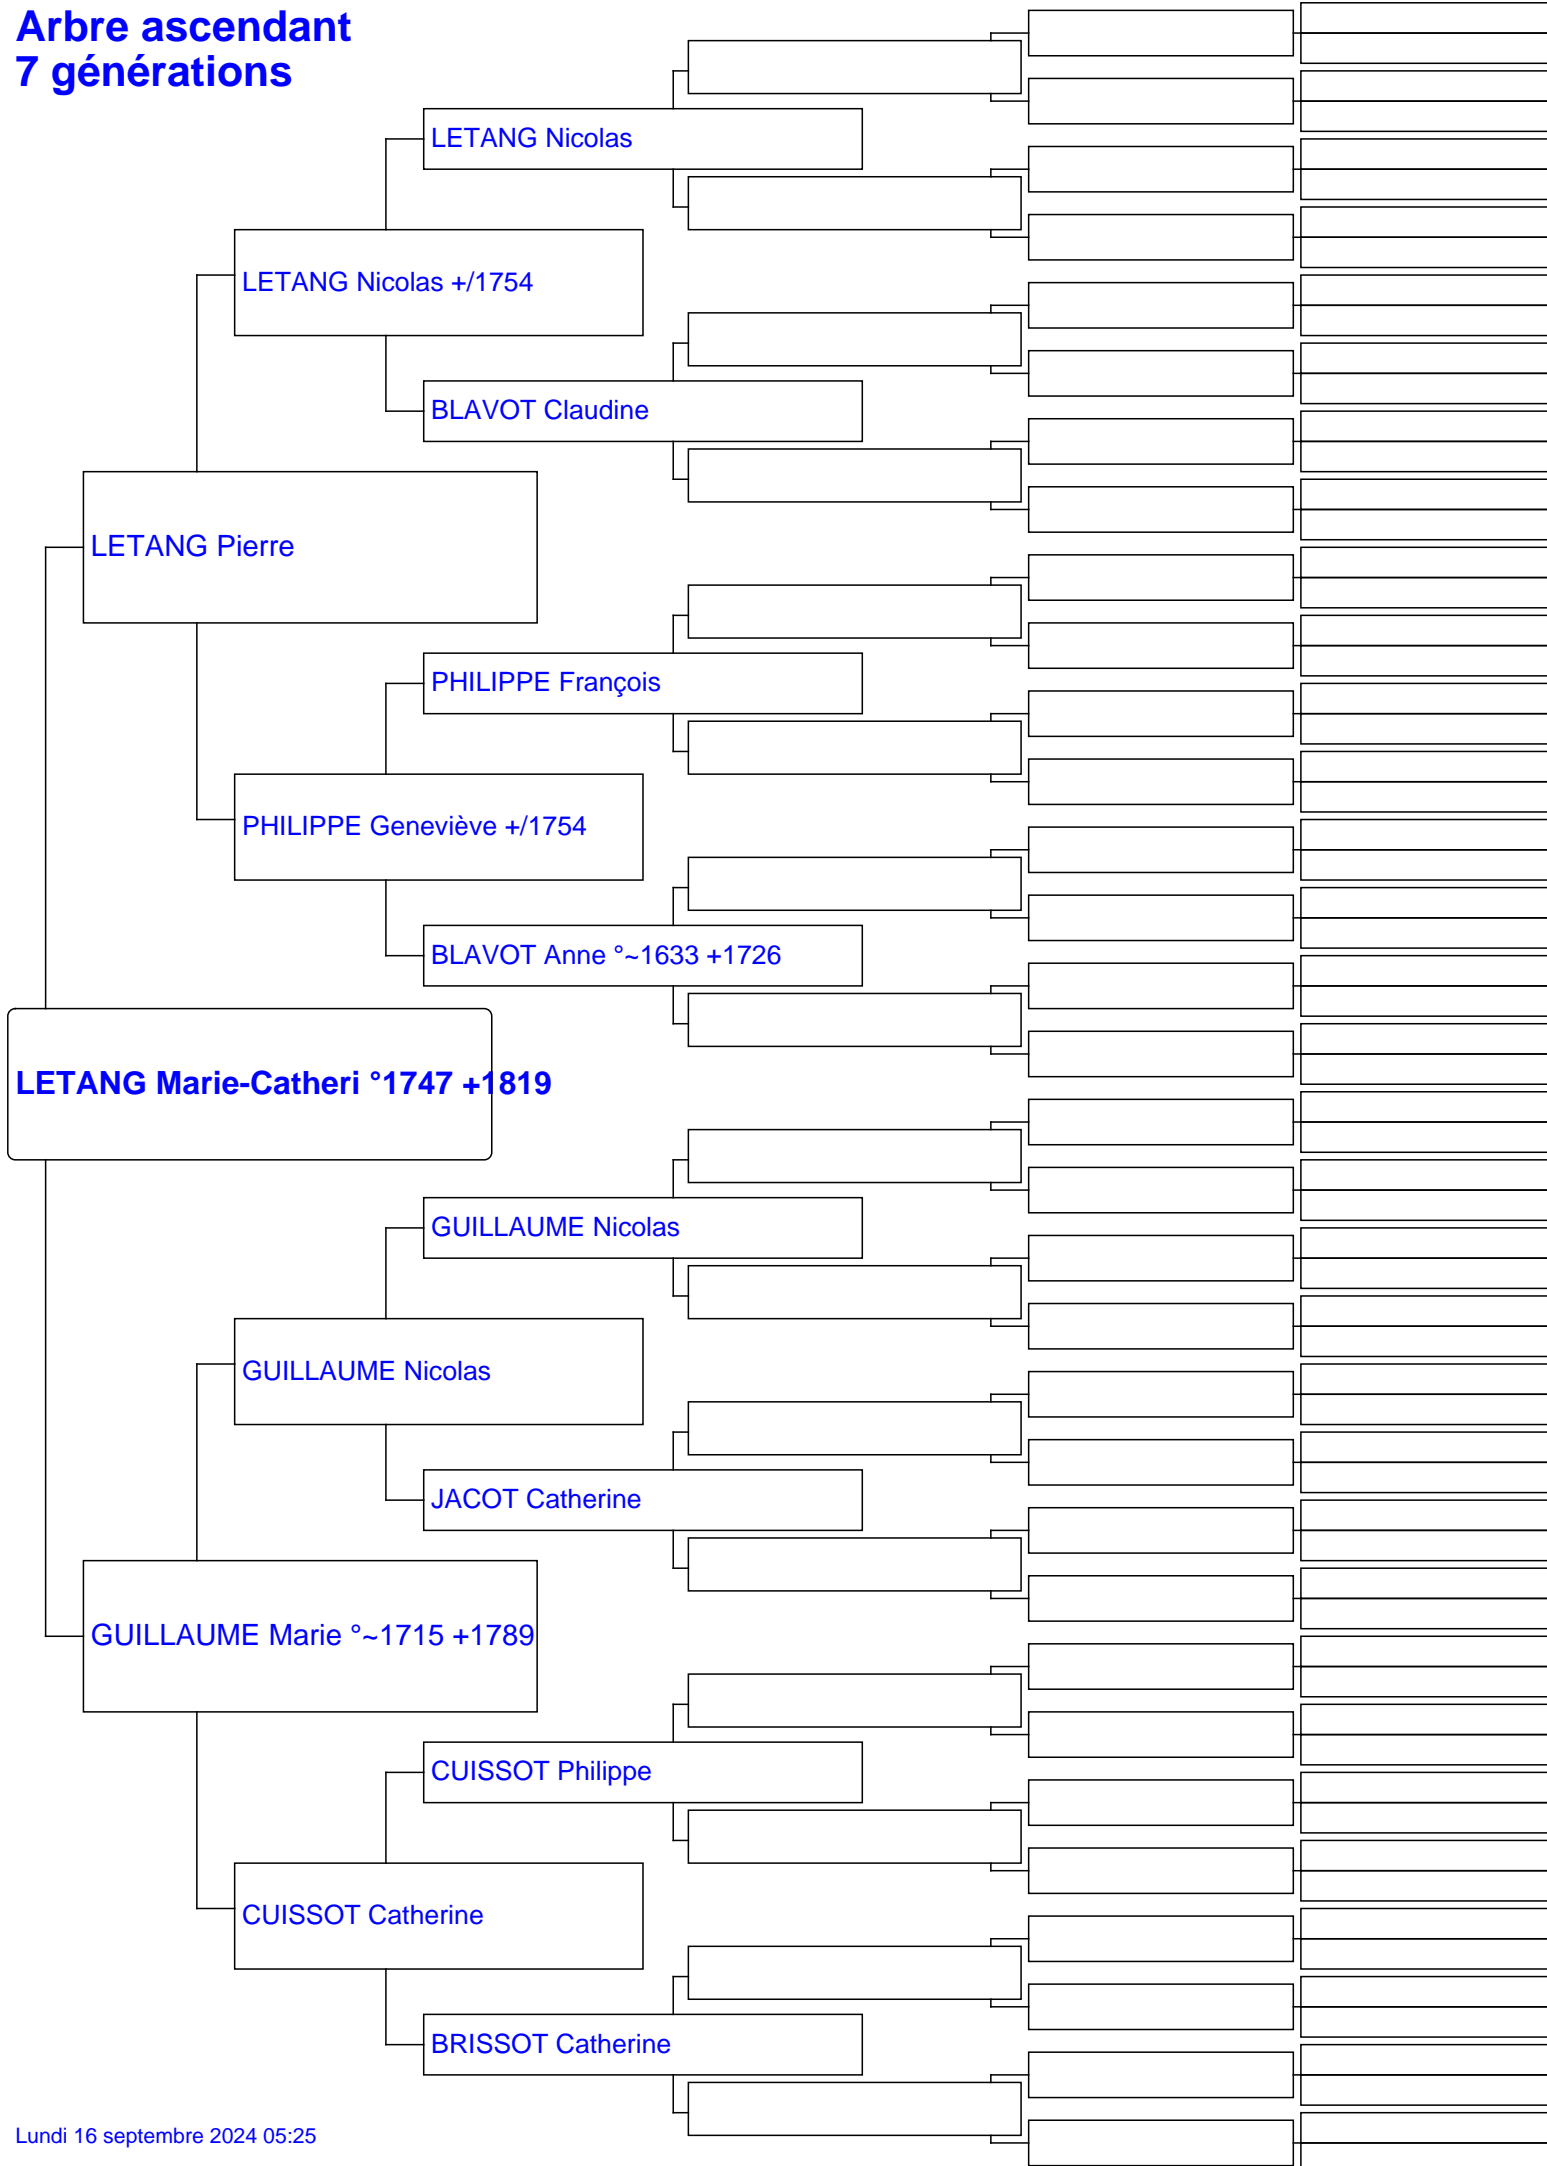 Arbre ascendant
7 générations
LETANG Nicolas
LETANG Nicolas +/1754
BLAVOT Claudine
LETANG Pierre
PHILIPPE François
PHILIPPE Geneviève +/1754
BLAVOT Anne °~1633 +1726
LETANG Marie-Catheri °1747 +1819
GUILLAUME Nicolas
GUILLAUME Nicolas
JACOT Catherine
GUILLAUME Marie °~1715 +1789
CUISSOT Philippe
CUISSOT Catherine
BRISSOT Catherine
Lundi 16 septembre 2024 05:25